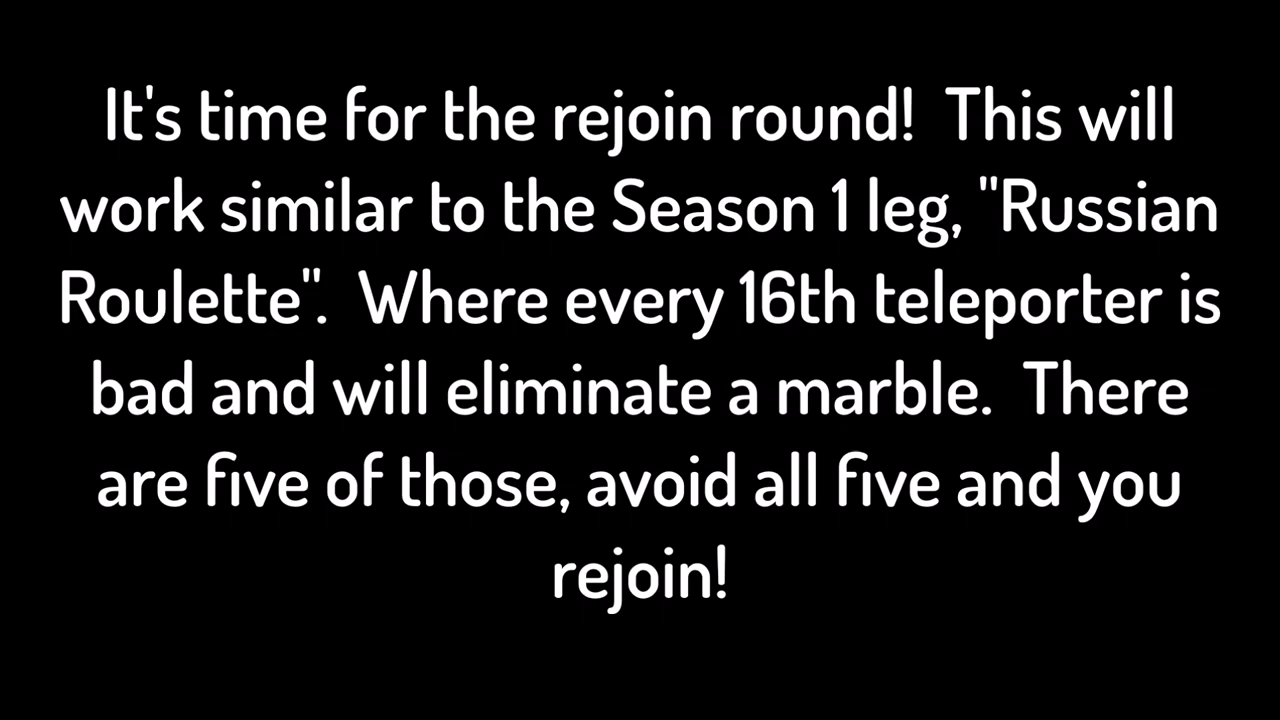 It's time for the rejoin round!  This will
work similar to the Season 1 leg, "Russian
Roulette".  Where every 16th teleporter is
bad and will eliminate a marble.  There
are five of those, avoid all five and you
rejoin!